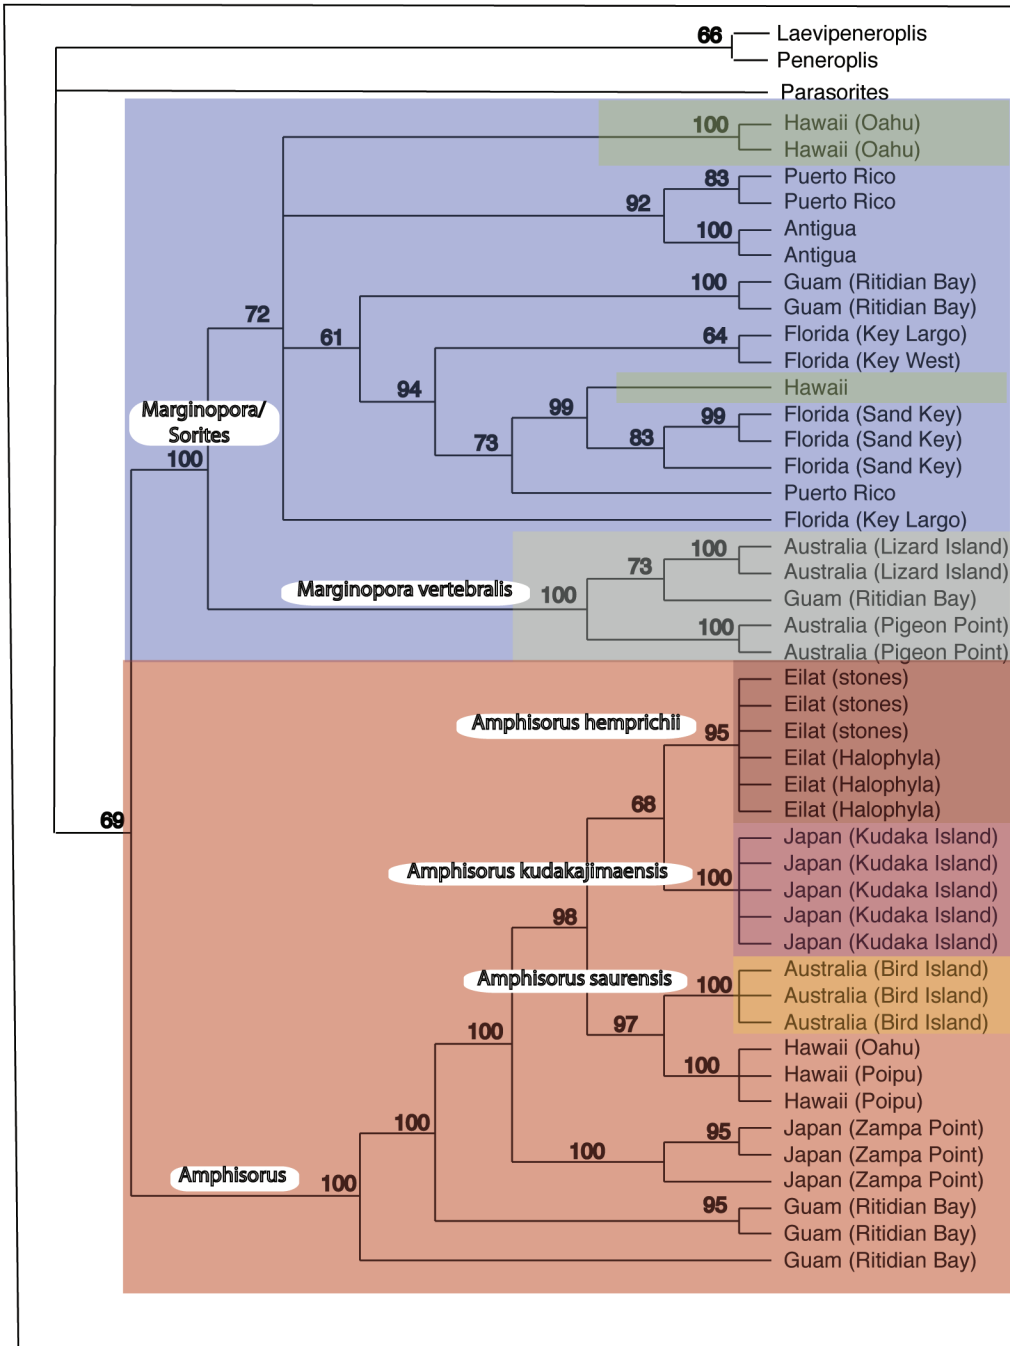 66
Laevipeneroplis
Peneroplis
Parasorites
100
Hawaii (Oahu)
Hawaii (Oahu)
83
Puerto Rico
Puerto Rico
92
100
Antigua
Antigua
100
Guam (Ritidian Bay)
Guam (Ritidian Bay)
72
61
64
Florida (Key Largo)
Florida (Key West)
94
Hawaii
99
99
Florida (Sand Key)
83
Florida (Sand Key)
73
Florida (Sand Key)
Puerto Rico
Florida (Key Largo)
Marginopora/
Sorites
100
100
Australia (Lizard Island)
73
Australia (Lizard Island)
Marginopora vertebralis
100
Guam (Ritidian Bay)
100
Australia (Pigeon Point)
Australia (Pigeon Point)
Eilat (stones)
Eilat (stones)
Amphisorus hemprichii
95
Eilat (stones)
Eilat (Halophyla)
Eilat (Halophyla)
68
Eilat (Halophyla)
69
Japan (Kudaka Island)
Japan (Kudaka Island)
Amphisorus kudakajimaensis
100
Japan (Kudaka Island)
98
Japan (Kudaka Island)
Japan (Kudaka Island)
Australia (Bird Island)
Amphisorus saurensis
100
Australia (Bird Island)
97
Australia (Bird Island)
100
Hawaii (Oahu)
100
Hawaii (Poipu)
Hawaii (Poipu)
100
95
Japan (Zampa Point)
100
Japan (Zampa Point)
Japan (Zampa Point)
Amphisorus
100
95
Guam (Ritidian Bay)
Guam (Ritidian Bay)
Guam (Ritidian Bay)